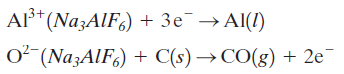 Al³⁺(Na₃AlF₆) + 3e⁻ → Al(l)
O²⁻(Na₃AlF₆) + C(s) → CO(g) + 2e⁻